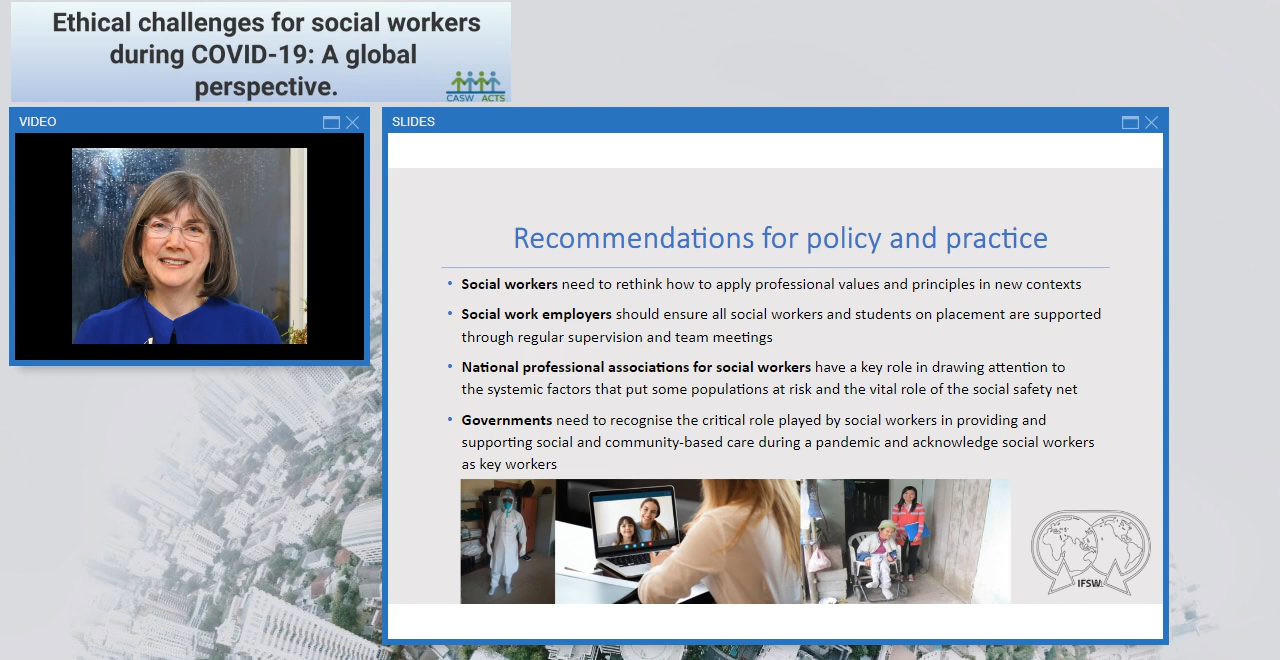 Ethical challenges for social workers
during COVID-19: A global
perspective.
CASW ACTS
VIDEO
SLIDES
Recommendations for policy and practice
• Social workers need to rethink how to apply professional values and principles in new contexts
• Social work employers should ensure all social workers and students on placement are supported
through regular supervision and team meetings
• National professional associations for social workers have a key role in drawing attention to
the systemic factors that put some populations at risk and the vital role of the social safety net
• Governments need to recognise the critical role played by social workers in providing and
supporting social and community-based care during a pandemic and acknowledge social workers
as key workers
IFSW